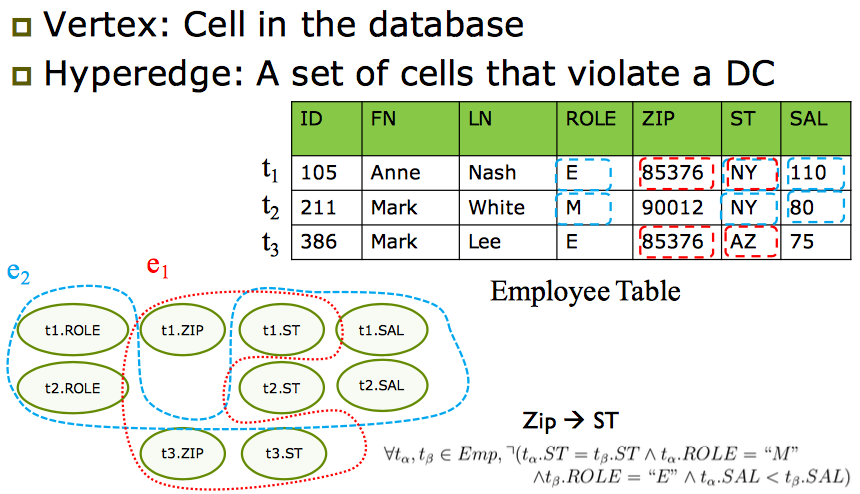 Vertex: Cell in the database
Hyperedge: A set of cells that violate a DC
ID FN LN ROLE ZIP ST SAL
t1 105 Anne Nash E 85376 NY 110
t2 211 Mark White M 90012 NY 80
t3 386 Mark Lee E 85376 AZ 75
Employee Table
e2 e1
t1.ROLE t1.ZIP t1.ST t1.SAL
t2.ROLE t2.ST t2.SAL
t3.ZIP t3.ST
Zip → ST
∀tα, tβ ∈ Emp, ¬(tα.ST = tβ.ST ∧ tα.ROLE = “M”
∧tβ.ROLE = “E” ∧ tα.SAL < tβ.SAL)